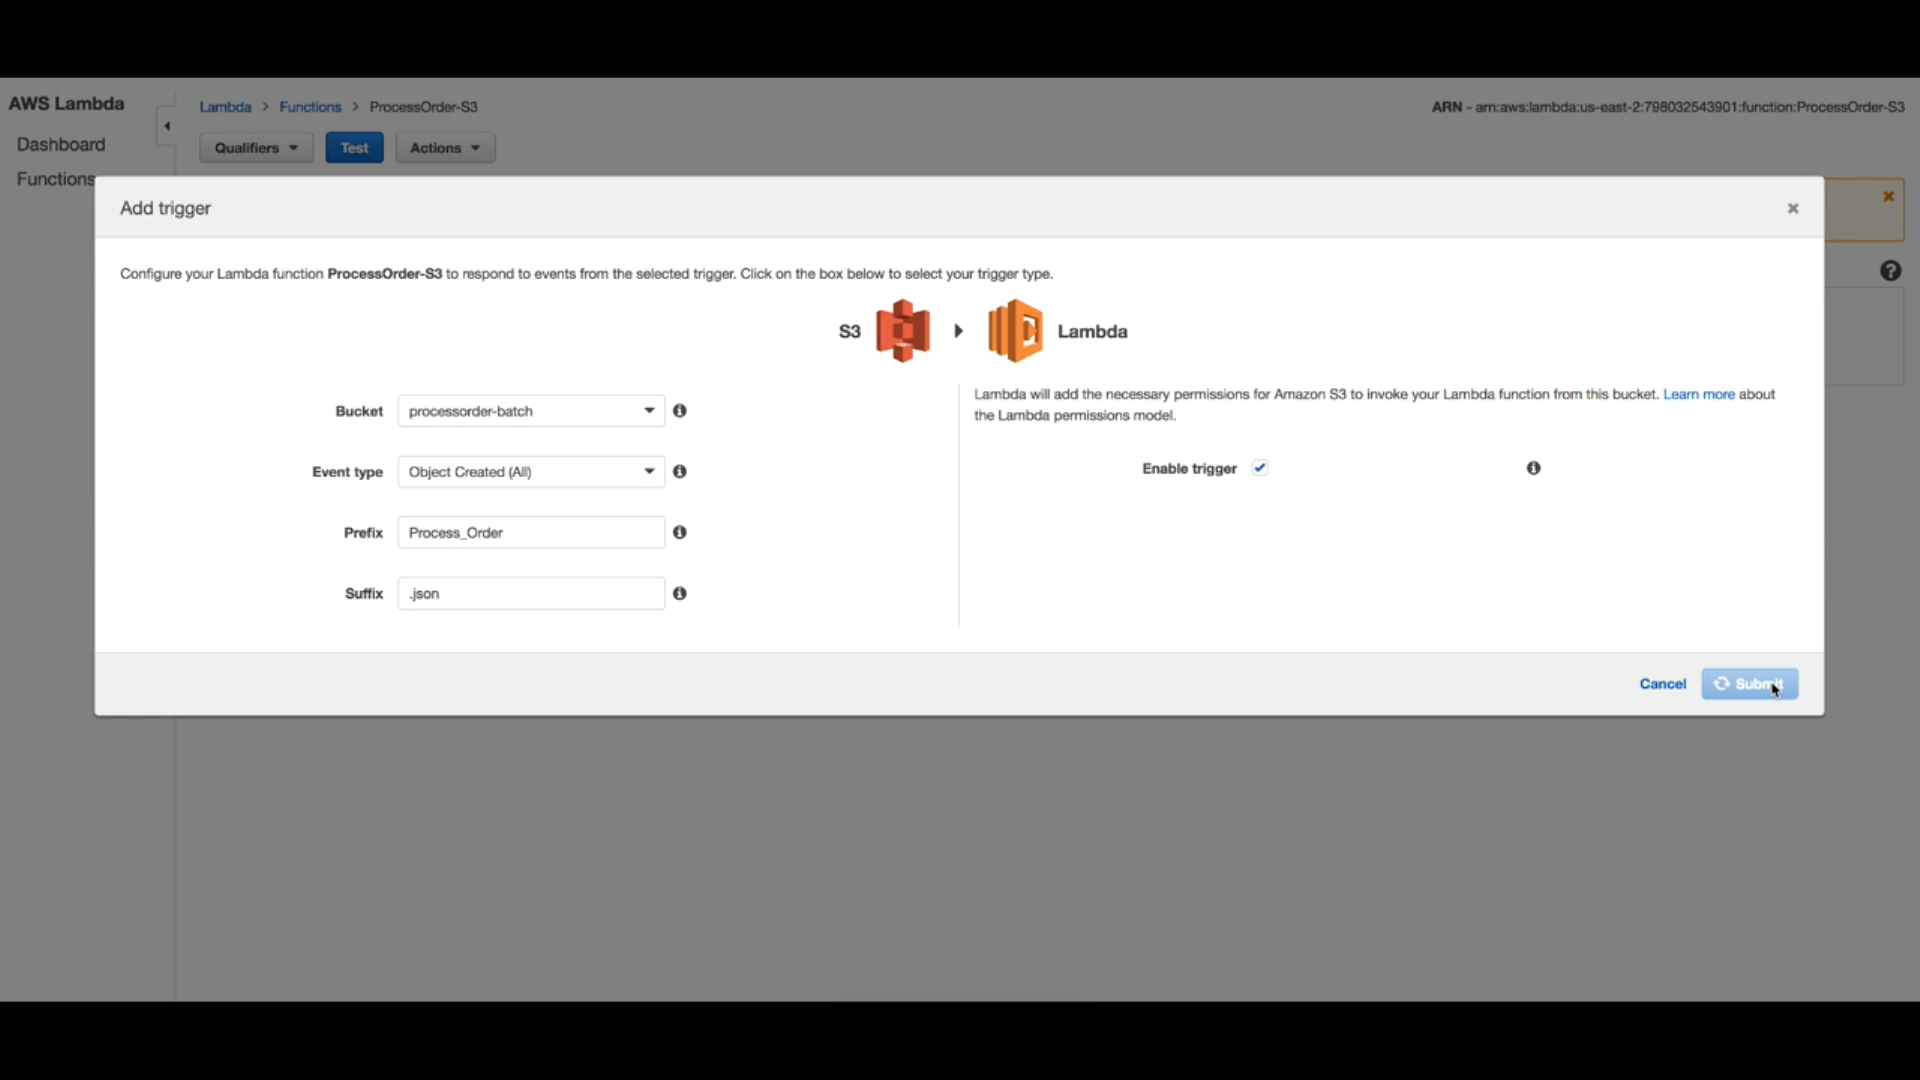 AWS Lambda
Dashboard
Functions
Lambda > Functions > ProcessOrder-S3
ARN - arn:aws:lambda:us-east-2:798032543901:function:ProcessOrder-S3
Qualifiers
Test
Actions
Add trigger
Configure your Lambda function ProcessOrder-S3 to respond to events from the selected trigger. Click on the box below to select your trigger type.
S3
Lambda
Bucket processorder-batch
Event type Object Created (All)
Prefix Process_Order
Suffix .json
Lambda will add the necessary permissions for Amazon S3 to invoke your Lambda function from this bucket. Learn more about
the Lambda permissions model.
Enable trigger
Cancel
Submit